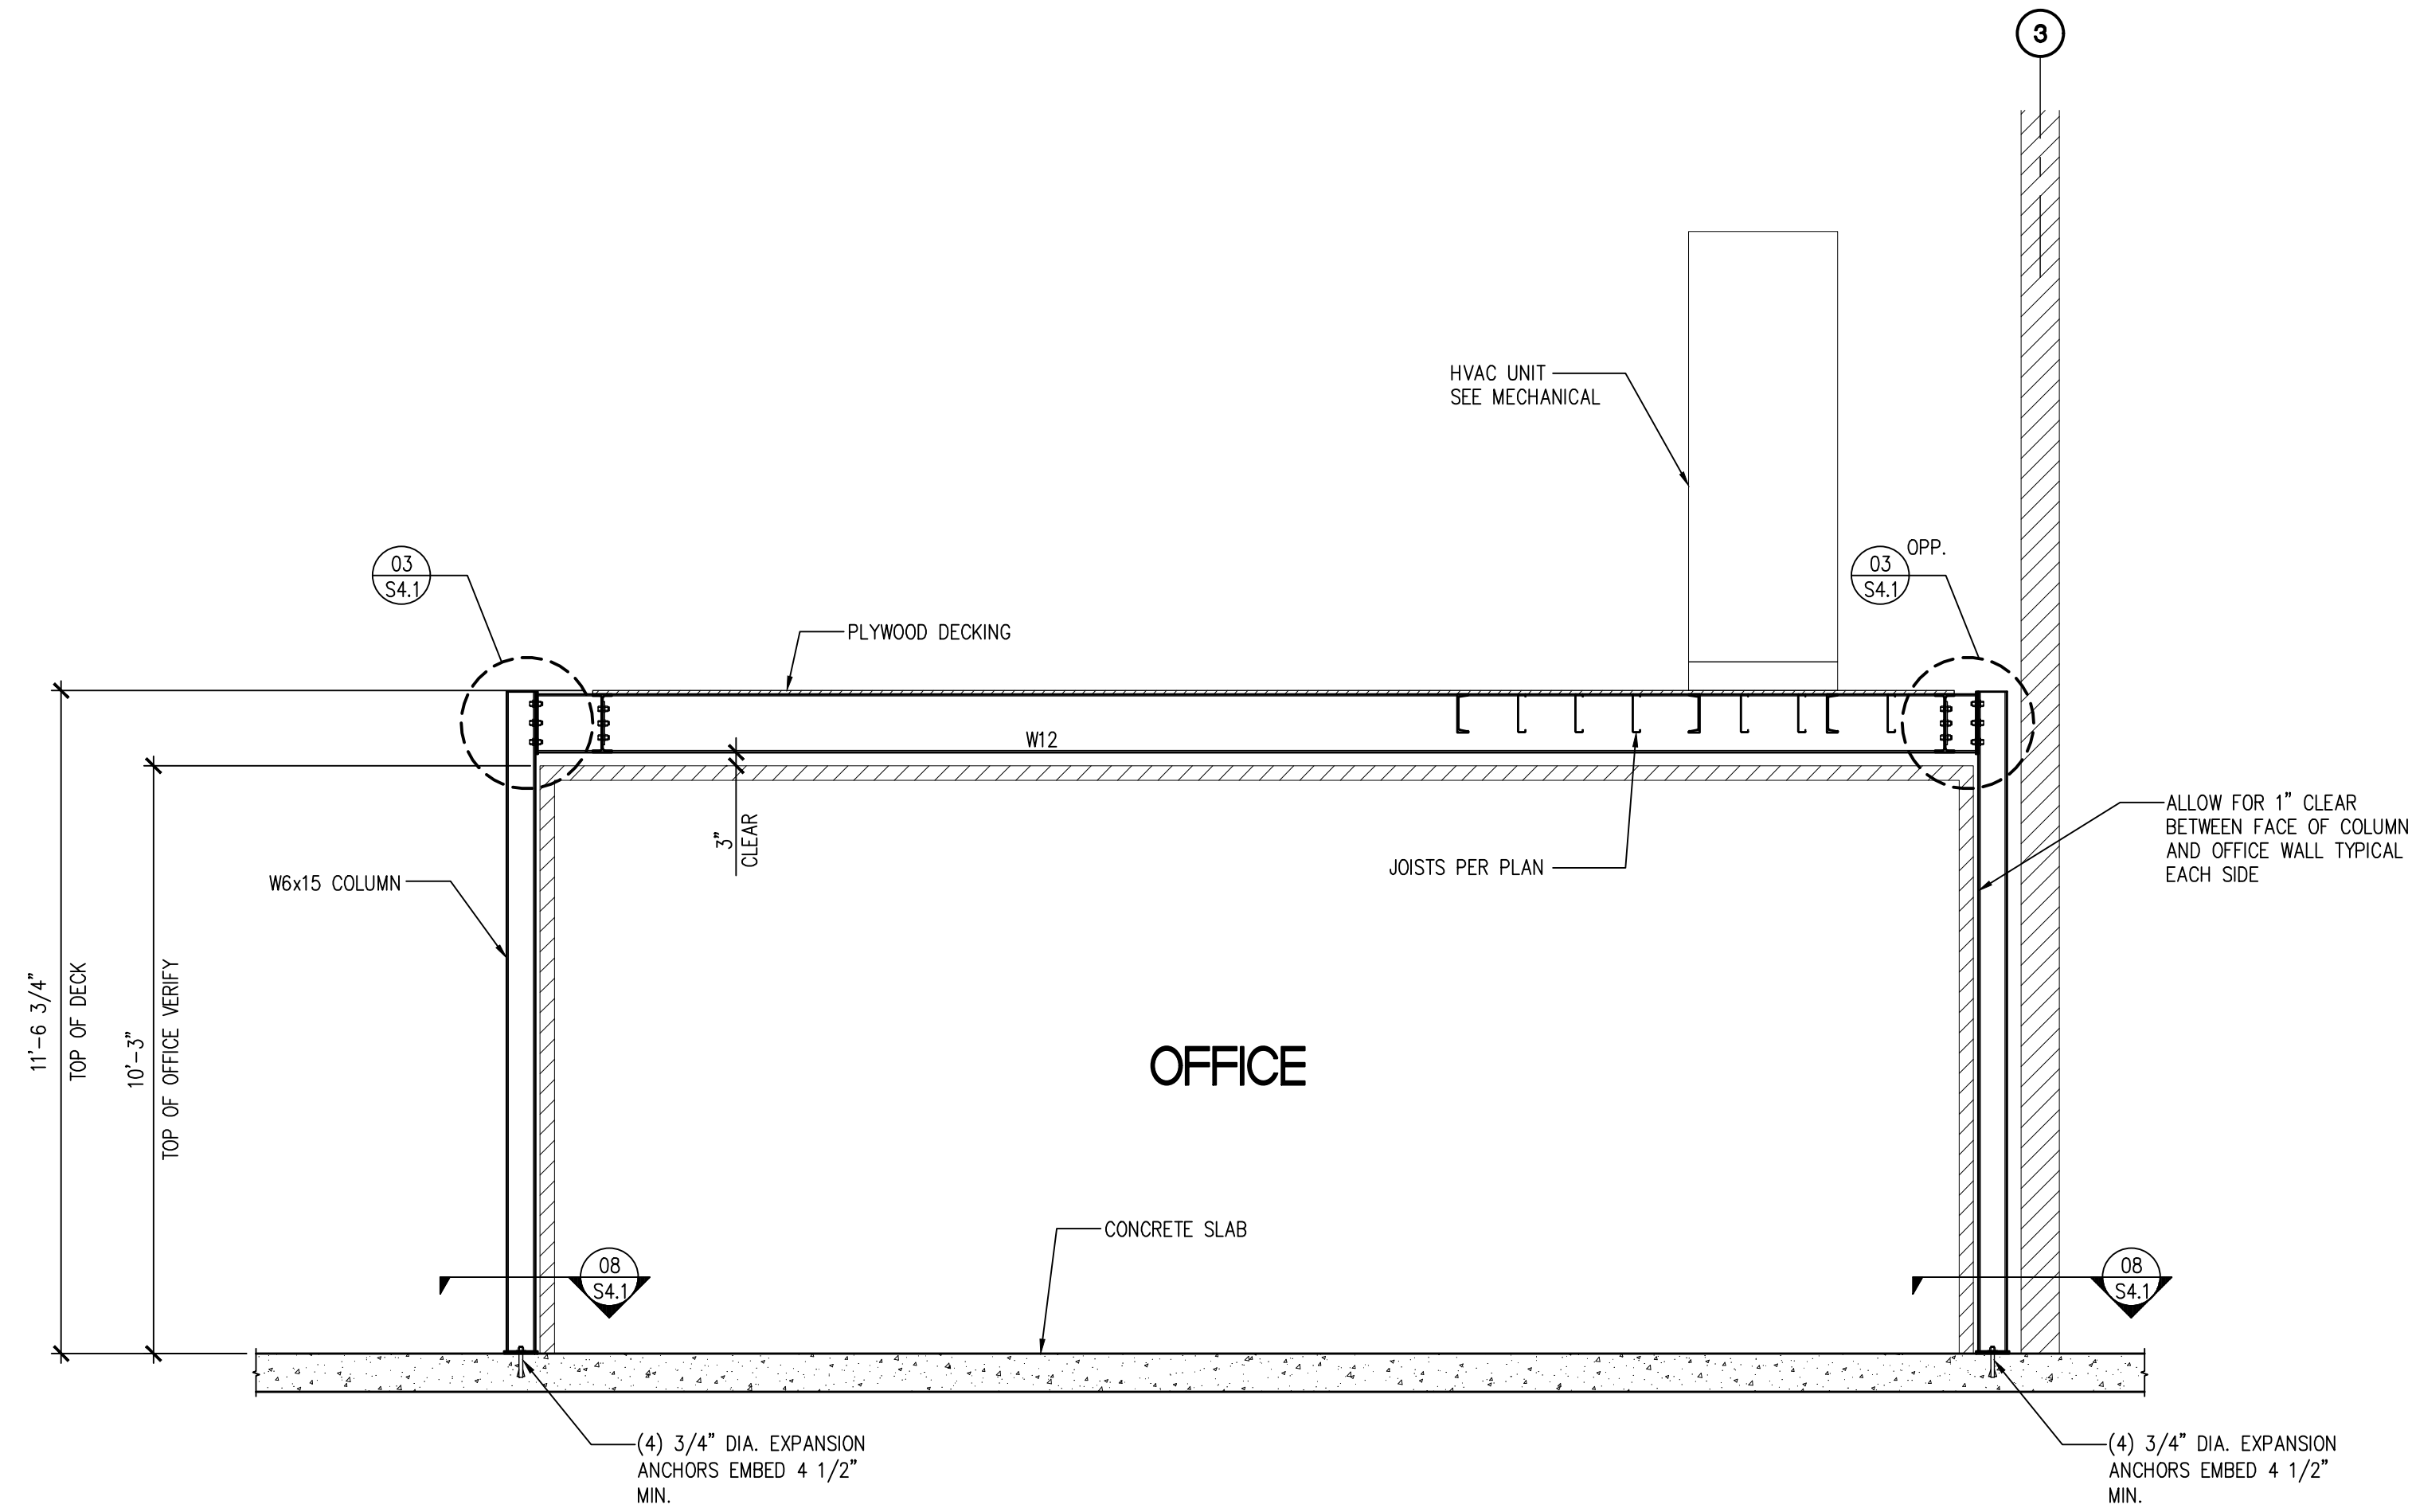 3
HVAC UNIT
SEE MECHANICAL
03
S4.1
03
S4.1
OPP.
PLYWOOD DECKING
W12
3"
CLEAR
JOISTS PER PLAN
ALLOW FOR 1" CLEAR
BETWEEN FACE OF COLUMN
AND OFFICE WALL TYPICAL
EACH SIDE
W6x15 COLUMN
11'-6 3/4"
TOP OF DECK
10'-3"
TOP OF OFFICE VERIFY
OFFICE
CONCRETE SLAB
08
S4.1
08
S4.1
(4) 3/4" DIA. EXPANSION
ANCHORS EMBED 4 1/2"
MIN.
(4) 3/4" DIA. EXPANSION
ANCHORS EMBED 4 1/2"
MIN.